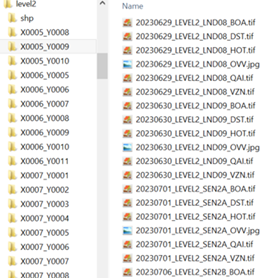 level2
shp
X0005_Y0008
X0005_Y0009
X0005_Y0010
X0006_Y0005
X0006_Y0006
X0006_Y0007
X0006_Y0008
X0006_Y0009
X0006_Y0010
X0006_Y0011
X0007_Y0001
X0007_Y0002
X0007_Y0003
X0007_Y0004
X0007_Y0005
X0007_Y0006
X0007_Y0007
X0007_Y0008
Name
20230629_LEVEL2_LND08_BOA.tif
20230629_LEVEL2_LND08_DST.tif
20230629_LEVEL2_LND08_HOT.tif
20230629_LEVEL2_LND08_OVV.jpg
20230629_LEVEL2_LND08_QAI.tif
20230629_LEVEL2_LND08_VZN.tif
20230630_LEVEL2_LND09_BOA.tif
20230630_LEVEL2_LND09_DST.tif
20230630_LEVEL2_LND09_HOT.tif
20230630_LEVEL2_LND09_OVV.jpg
20230630_LEVEL2_LND09_QAI.tif
20230630_LEVEL2_LND09_VZN.tif
20230701_LEVEL2_SEN2A_BOA.tif
20230701_LEVEL2_SEN2A_DST.tif
20230701_LEVEL2_SEN2A_HOT.tif
20230701_LEVEL2_SEN2A_OVV.jpg
20230701_LEVEL2_SEN2A_QAI.tif
20230701_LEVEL2_SEN2A_VZN.tif
20230706_LEVEL2_SEN2B_BOA.tif